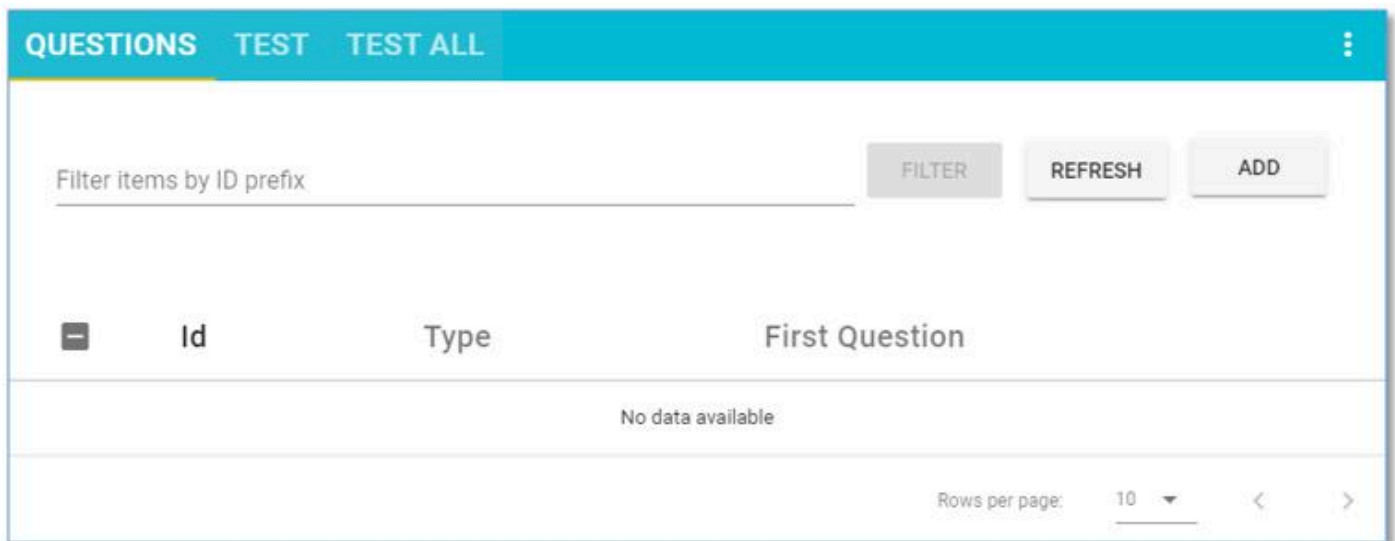 QUESTIONS TEST TEST ALL
Filter items by ID prefix FILTER REFRESH ADD
Id Type First Question
No data available
Rows per page: 10